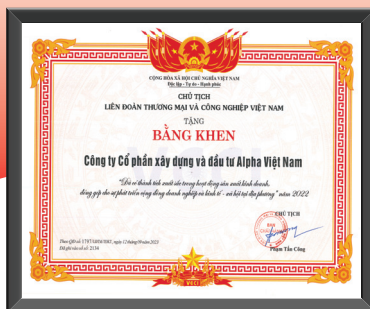 CỘNG HÒA XÃ HỘI CHỦ NGHĨA VIỆT NAM
Độc lập - Tự do - Hạnh phúc
CHỦ TỊCH
LIÊN ĐOÀN THƯƠNG MẠI VÀ CÔNG NGHIỆP VIỆT NAM
TẶNG
BẰNG KHEN
Công ty Cổ phần xây dựng và đầu tư Alpha Việt Nam
"Đã có thành tích xuất sắc trong hoạt động sản xuất kinh doanh,
đóng góp cho sự phát triển cộng đồng doanh nghiệp và kinh tế - xã hội tại địa phương" năm 2022
CHỦ TỊCH
Phạm Tấn Công
VCCI